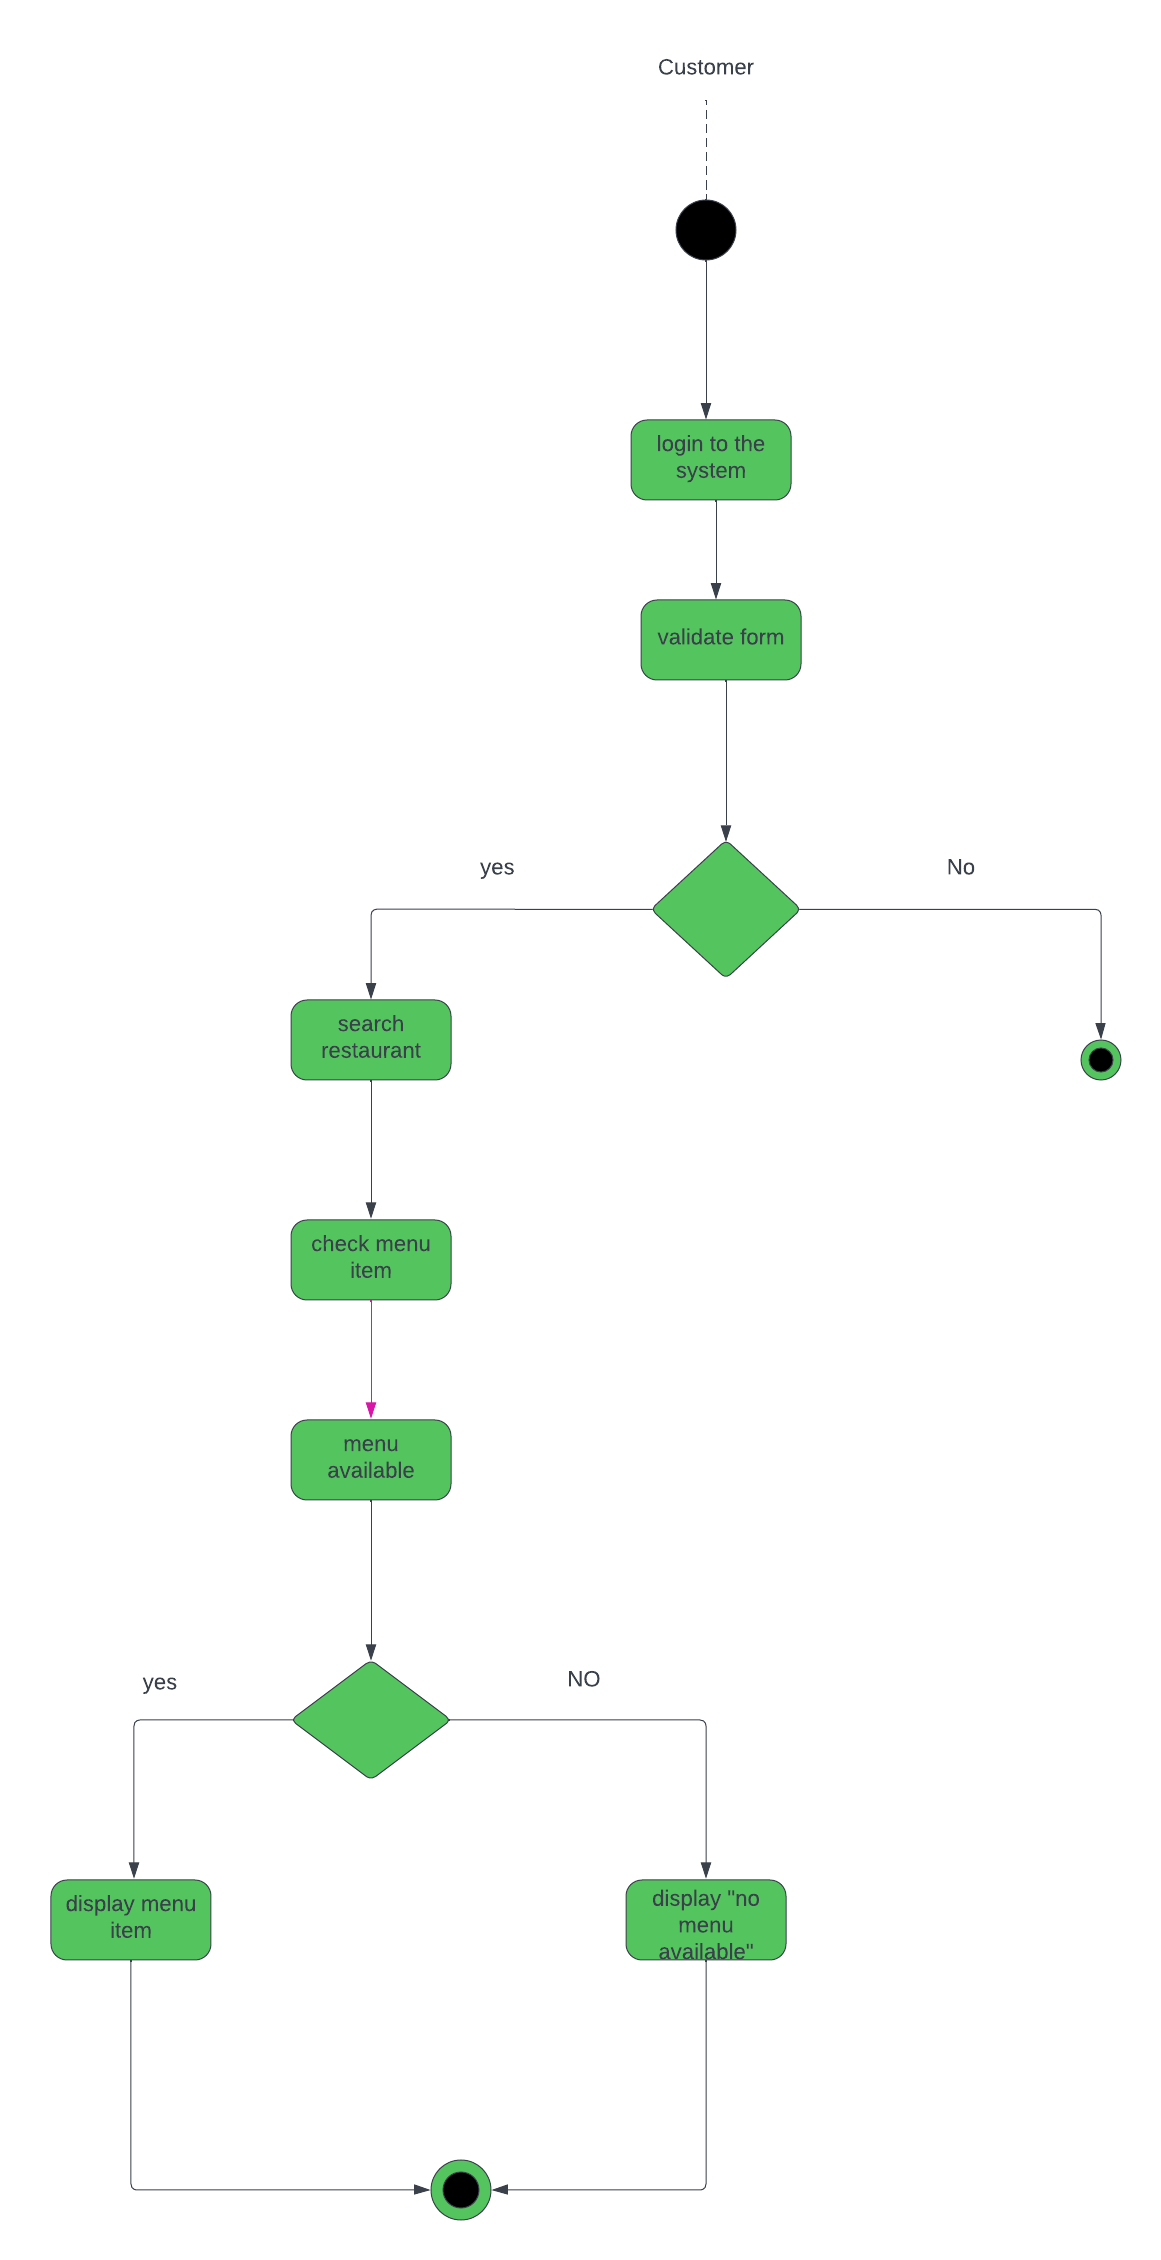 Customer
login to the
system
validate form
yes
No
search
restaurant
check menu
item
menu
available
yes
NO
display menu
item
display "no
menu
available"